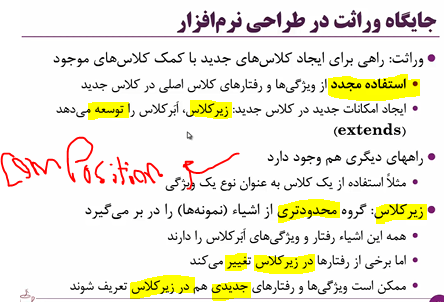 جایگاه وراثت در طراحی نرم‌افزار
وراثت: راهی برای ایجاد کلاس‌های جدید با کمک کلاس‌های موجود
استفاده مجدد از ویژگی‌ها و رفتارهای کلاس اصلی در کلاس جدید
ایجاد امکانات جدید در کلاس جدید: زیرکلاس، اَبَرکلاس را توسعه می‌دهد
(extends)
راههای دیگری هم وجود دارد
مثلاً استفاده از یک کلاس به عنوان نوع یک ویژگی
Composition
زیرکلاس: گروه محدودتری از اشیاء (نمونه‌ها) را در بر می‌گیرد
همه این اشیاء رفتار و ویژگی‌های اَبَرکلاس را دارند
اما برخی از رفتارها در زیرکلاس تغییر می‌کند
ممکن است ویژگی‌ها و رفتارهای جدیدی هم در زیرکلاس تعریف شوند